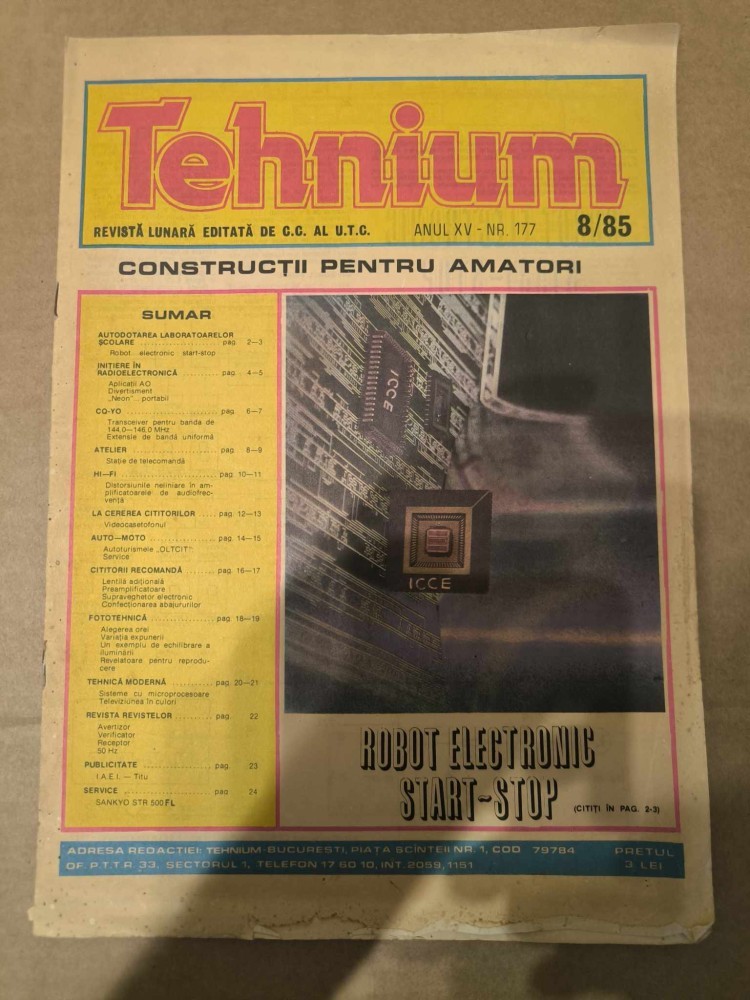 Tehnium
REVISTĂ LUNARĂ EDITATĂ DE C.C. AL U.T.C. ANUL XV - NR. 177 8/85
CONSTRUCȚII PENTRU AMATORI
SUMAR
AUTODOTAREA LABORATOARELOR
ȘCOLARE .................... pag. 2—3
Robot electronic start-stop
INIȚIERE ÎN
RADIOELECTRONICĂ .......... pag. 4—5
Aplicații AO
Divertisment
„Neon" portabil
CQ-YO .................... pag. 6—7
Transceiver pentru banda de
144,0—146,0 MHz
Extensie de bandă uniformă
ATELIER .................... pag. 8—9
Stație de telecomandă
HI-FI .................... pag. 10—11
Distorsiunile neliniare în am-
plificatoarele de audiofrec-
vență
LA CEREREA CITITORILOR ..... pag. 12—13
Videocasetofonul
AUTO—MOTO ............... pag. 14—15
Autoturismele „OLTCIT":
Service
CITITORII RECOMANDĂ ....... pag. 16—17
Lentilă adițională
Preamplificatoare
Supraveghetor electronic
Confecționarea abajururilor
FOTOTEHNICĂ ............... pag. 18—19
Alegerea orei
Variația expunerii
Un exemplu de echilibrare a
iluminării
Revelatoare pentru reprodu-
cere
TEHNICĂ MODERNĂ .......... pag. 20—21
Sisteme cu microprocesoare
Televiziunea în culori
REVISTA REVISTELOR .......... pag. 22
Avertizor
Verificator
Receptor
50 Hz
PUBLICITATE ............... pag. 23
I.A.E.I. — Titu
SERVICE .................... pag. 24
SANKYO STR 500FL
ICCE
ICCE
ROBOT ELECTRONIC
START-STOP (CITIȚI ÎN PAG. 2-3)
ADRESA REDACȚIEI: TEHNIUM-BUCUREȘTI, PIAȚA SCÎNTEII NR. 1, COD 79784 PREȚUL
OF. P.T.T.R. 33, SECTORUL 1, TELEFON 17 60 10, INT. 2059, 1151 3 LEI